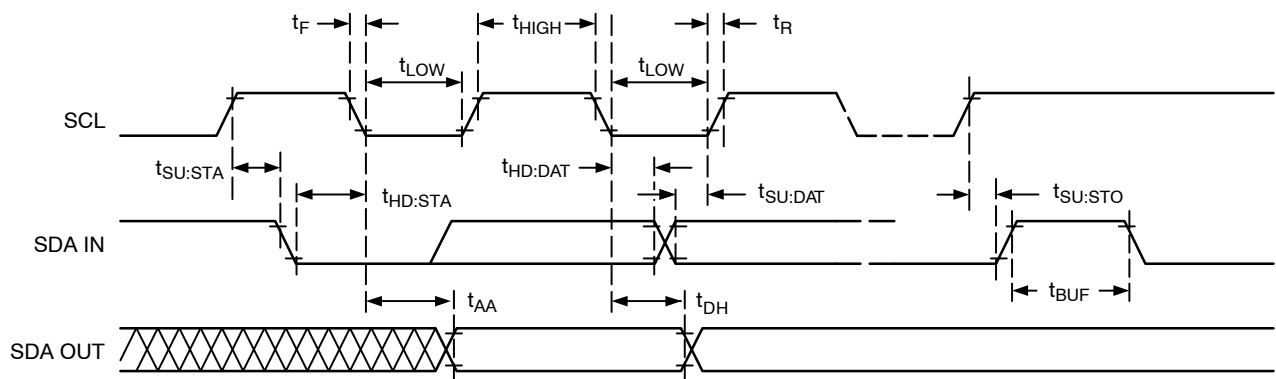 tF tHIGH tR
tLOW tLOW
SCL
tSU:STA tHD:DAT
tHD:STA tSU:DAT tSU:STO
SDA IN
tBUF
tAA tDH
SDA OUT